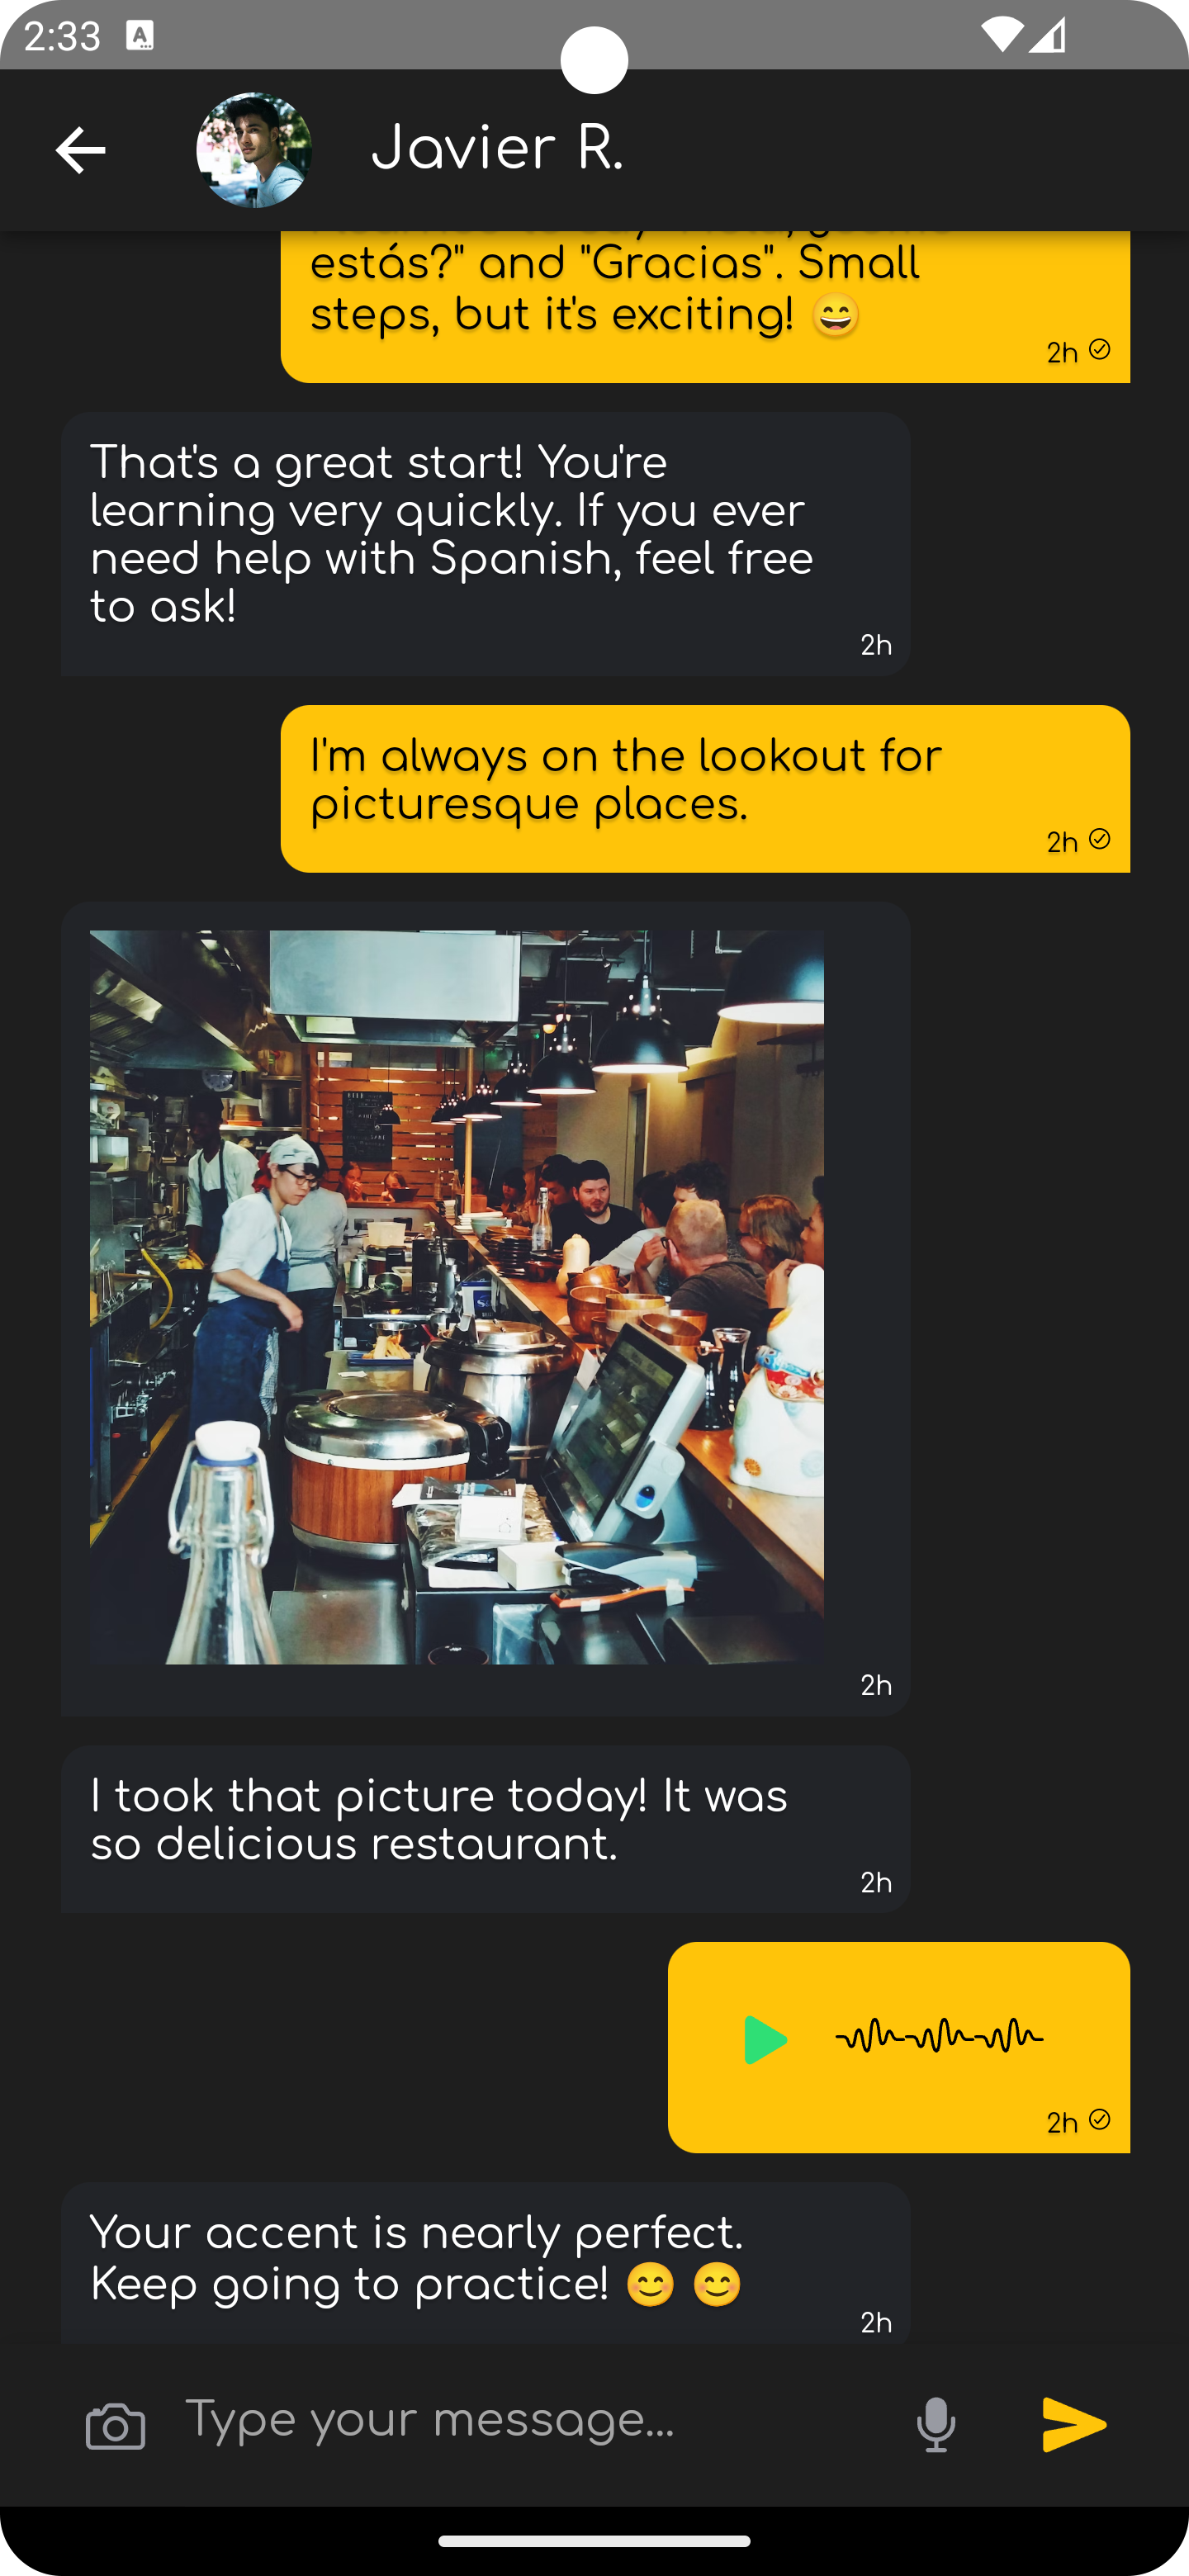 2:33
Javier R.
estás?" and "Gracias". Small
steps, but it's exciting! 😄
2h
That's a great start! You're
learning very quickly. If you ever
need help with Spanish, feel free
to ask!
2h
I'm always on the lookout for
picturesque places.
2h
2h
I took that picture today! It was
so delicious restaurant.
2h
2h
Your accent is nearly perfect.
Keep going to practice! 😊 😊
2h
Type your message...